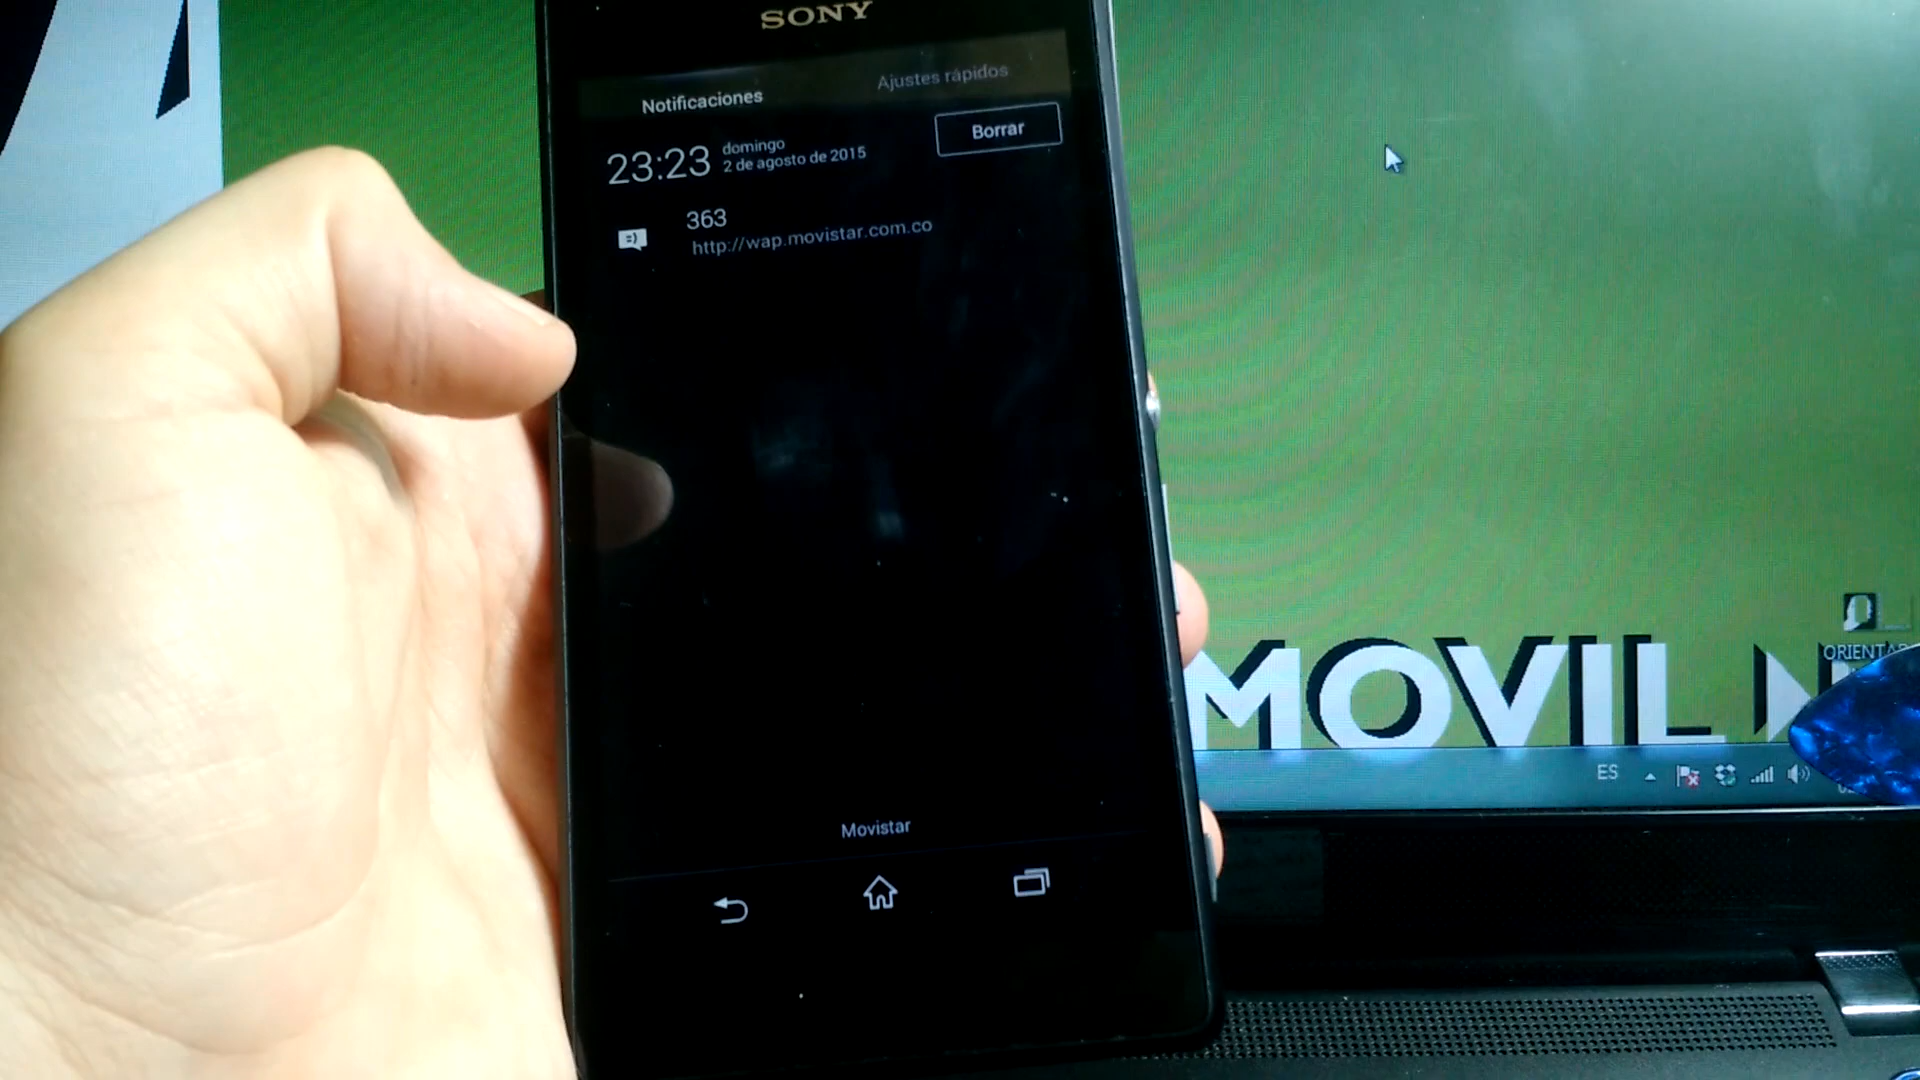 SONY
Notificaciones
Ajustes rápidos
23:23
domingo
2 de agosto de 2015
Borrar
363
http://wap.movistar.com.co
Movistar
MOVIL
ES